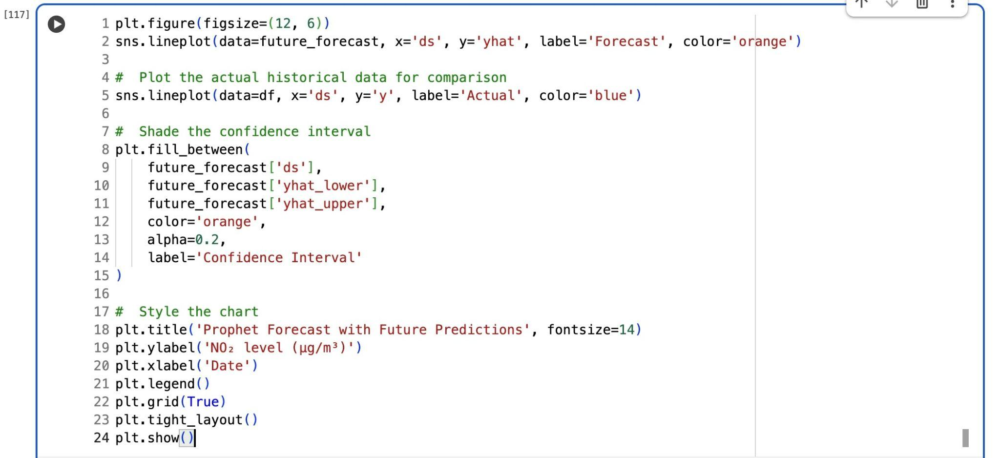 [117]
1 plt.figure(figsize=(12, 6))
2 sns.lineplot(data=future_forecast, x='ds', y='yhat', label='Forecast', color='orange')
3
4 #  Plot the actual historical data for comparison
5 sns.lineplot(data=df, x='ds', y='y', label='Actual', color='blue')
6
7 #  Shade the confidence interval
8 plt.fill_between(
9     future_forecast['ds'],
10     future_forecast['yhat_lower'],
11     future_forecast['yhat_upper'],
12     color='orange',
13     alpha=0.2,
14     label='Confidence Interval'
15 )
16
17 #  Style the chart
18 plt.title('Prophet Forecast with Future Predictions', fontsize=14)
19 plt.ylabel('NO₂ level (µg/m³)')
20 plt.xlabel('Date')
21 plt.legend()
22 plt.grid(True)
23 plt.tight_layout()
24 plt.show()